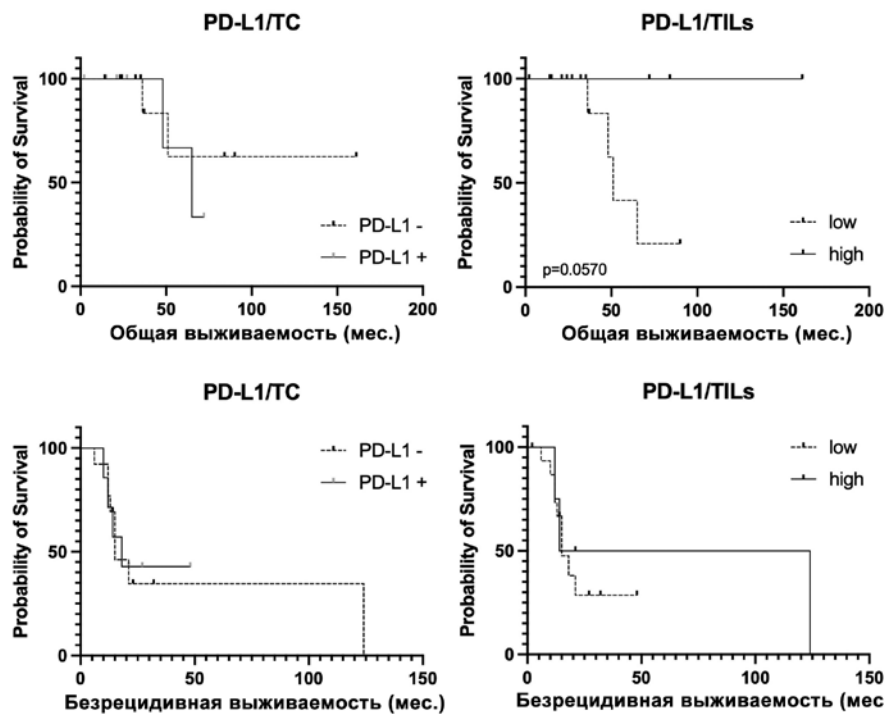 PD-L1/TC
Probability of Survival
100
50
0
0
50
100
150
200
PD-L1 -
PD-L1 +
Общая выживаемость (мес.)
PD-L1/TILs
Probability of Survival
100
50
0
0
50
100
150
200
low
high
p=0.0570
Общая выживаемость (мес.)
PD-L1/TC
Probability of Survival
100
50
0
0
50
100
150
PD-L1 -
PD-L1 +
Безрецидивная выживаемость (мес.)
PD-L1/TILs
Probability of Survival
100
50
0
0
50
100
150
low
high
Безрецидивная выживаемость (мес